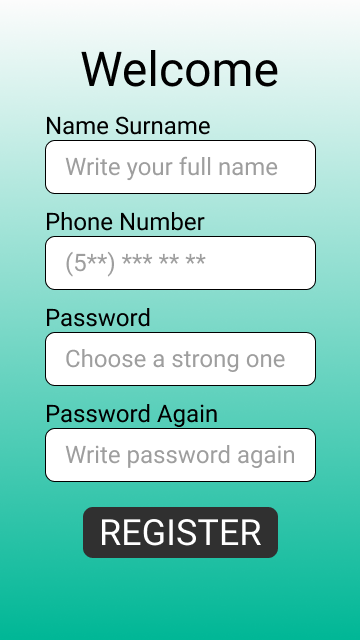 Welcome
Name Surname
Write your full name
Phone Number
(5**) *** ** **
Password
Choose a strong one
Password Again
Write password again
REGISTER